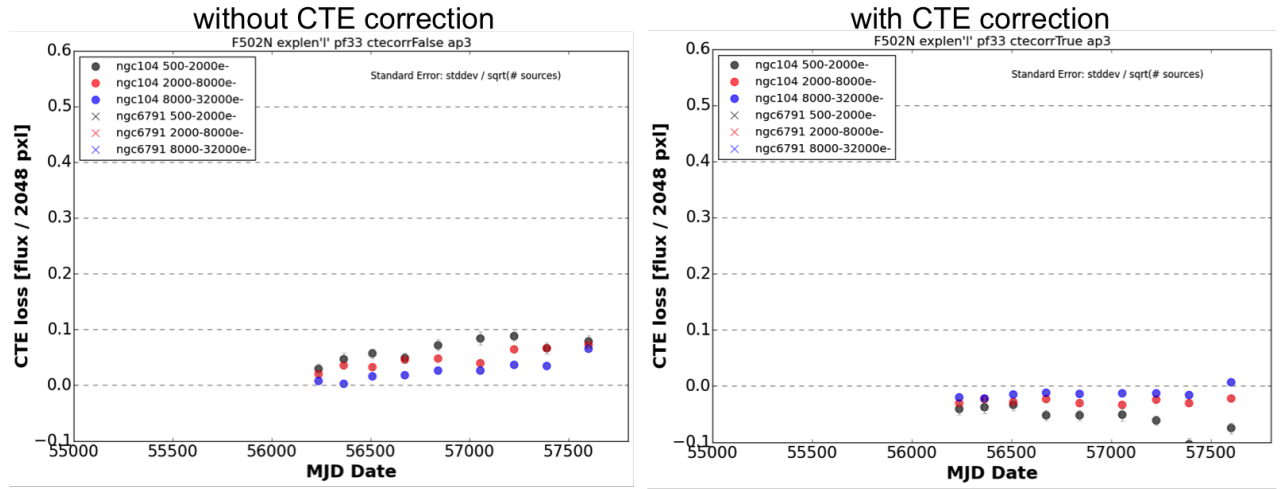 without CTE correction
F502N explen'l' pf33 ctecorrFalse ap3
0.6
0.5
0.4
0.3
0.2
0.1
0.0
−0.1
CTE loss [flux / 2048 pxl]
ngc104 500-2000e-
ngc104 2000-8000e-
ngc104 8000-32000e-
ngc6791 500-2000e-
ngc6791 2000-8000e-
ngc6791 8000-32000e-
Standard Error: stddev / sqrt(# sources)
55000 55500 56000 56500 57000 57500
MJD Date
with CTE correction
F502N explen'l' pf33 ctecorrTrue ap3
0.6
0.5
0.4
0.3
0.2
0.1
0.0
−0.1
CTE loss [flux / 2048 pxl]
ngc104 500-2000e-
ngc104 2000-8000e-
ngc104 8000-32000e-
ngc6791 500-2000e-
ngc6791 2000-8000e-
ngc6791 8000-32000e-
Standard Error: stddev / sqrt(# sources)
55000 55500 56000 56500 57000 57500
MJD Date